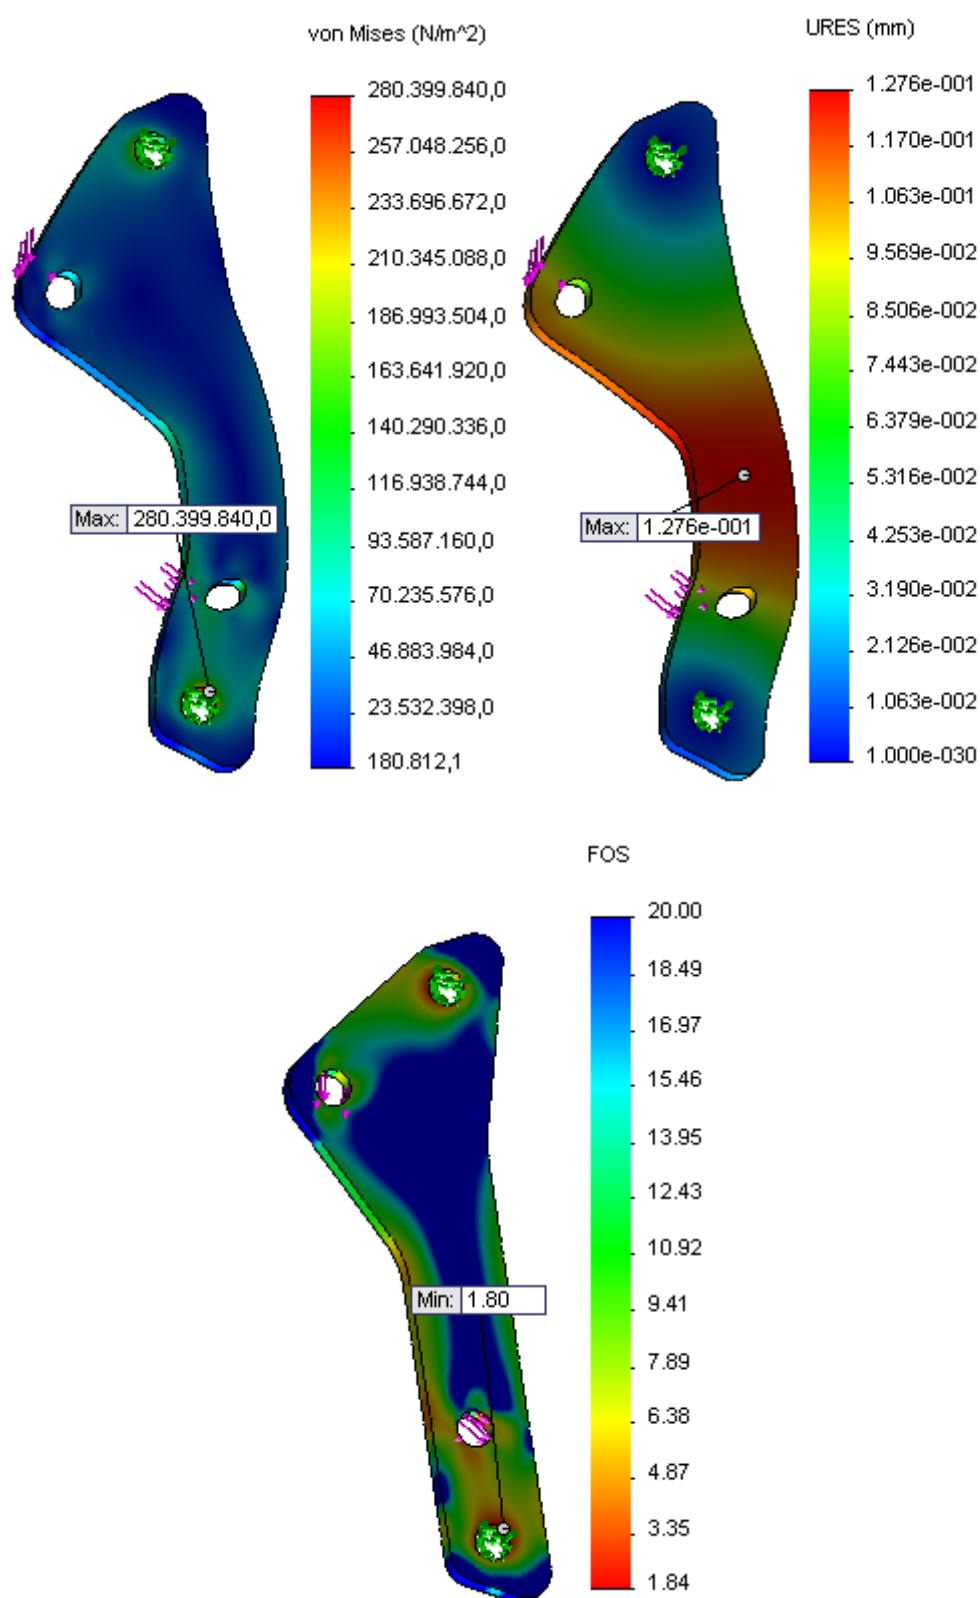 von Mises (N/m^2)
280.399.840,0
257.048.256,0
233.696.672,0
210.345.088,0
186.993.504,0
163.641.920,0
140.290.336,0
116.938.744,0
93.587.160,0
70.235.576,0
46.883.984,0
23.532.398,0
180.812,1
Max: 280.399.840,0
URES (mm)
1.276e-001
1.170e-001
1.063e-001
9.569e-002
8.506e-002
7.443e-002
6.379e-002
5.316e-002
4.253e-002
3.190e-002
2.126e-002
1.063e-002
1.000e-030
Max: 1.276e-001
FOS
20.00
18.49
16.97
15.46
13.95
12.43
10.92
9.41
7.89
6.38
4.87
3.35
1.84
Min: 1.80